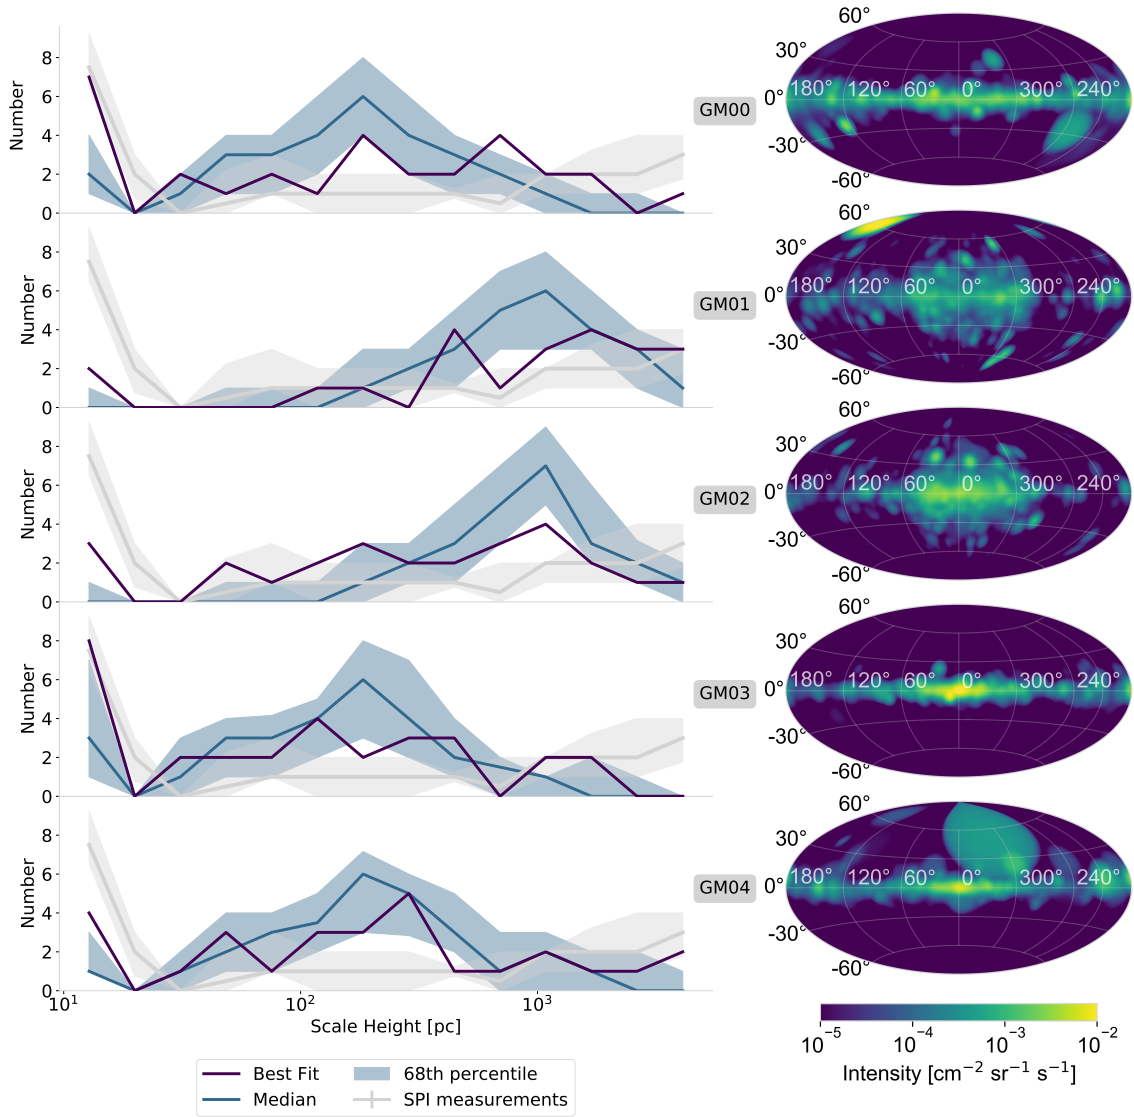 8
6
4
2
0
Number
GM00
60°
30°
0°
-30°
-60°
180° 120° 60° 0° 300° 240°
8
6
4
2
0
Number
GM01
60°
30°
0°
-30°
-60°
180° 120° 60° 0° 300° 240°
8
6
4
2
0
Number
GM02
60°
30°
0°
-30°
-60°
180° 120° 60° 0° 300° 240°
8
6
4
2
0
Number
GM03
60°
30°
0°
-30°
-60°
180° 120° 60° 0° 300° 240°
8
6
4
2
0
Number
GM04
60°
30°
0°
-30°
-60°
180° 120° 60° 0° 300° 240°
10¹ 10² 10³
Scale Height [pc]
10⁻⁵ 10⁻⁴ 10⁻³ 10⁻²
Intensity [cm⁻² sr⁻¹ s⁻¹]
Best Fit 68th percentile
Median SPI measurements